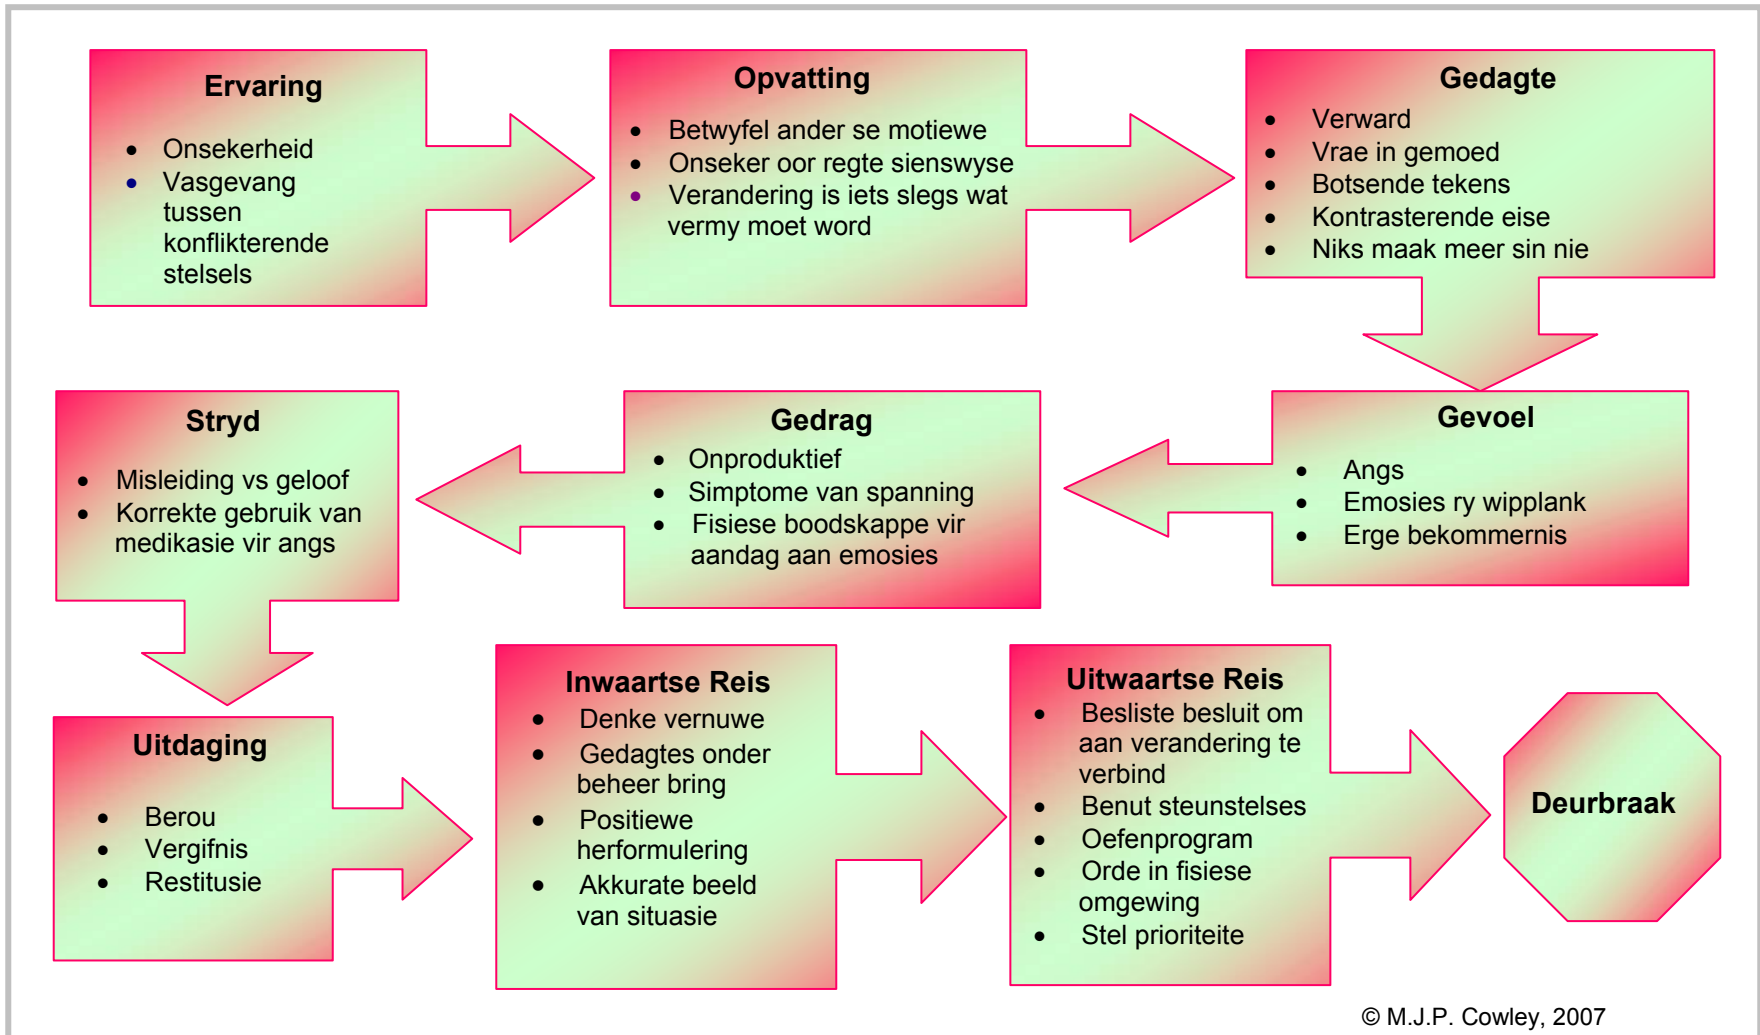 Ervaring
• Onsekerheid
• Vasgevang
tussen
konflikterende
stelsels
Opvatting
• Betwyfel ander se motiewe
• Onseker oor regte sienswyse
• Verandering is iets slegs wat
vermy moet word
Gedagte
• Verward
• Vrae in gemoed
• Botsende tekens
• Kontrasterende eise
• Niks maak meer sin nie
Gevoel
• Angs
• Emosies ry wipplank
• Erge bekommernis
Gedrag
• Onproduktief
• Simptome van spanning
• Fisiese boodskappe vir
aandag aan emosies
Stryd
• Misleiding vs geloof
• Korrekte gebruik van
medikasie vir angs
Uitdaging
• Berou
• Vergifnis
• Restitusie
Inwaartse Reis
• Denke vernuwe
• Gedagtes onder
beheer bring
• Positiewe
herformulering
• Akkurate beeld
van situasie
Uitwaartse Reis
• Besliste besluit om
aan verandering te
verbind
• Benut steunstelses
• Oefenprogram
• Orde in fisiese
omgewing
• Stel prioriteite
Deurbraak
© M.J.P. Cowley, 2007